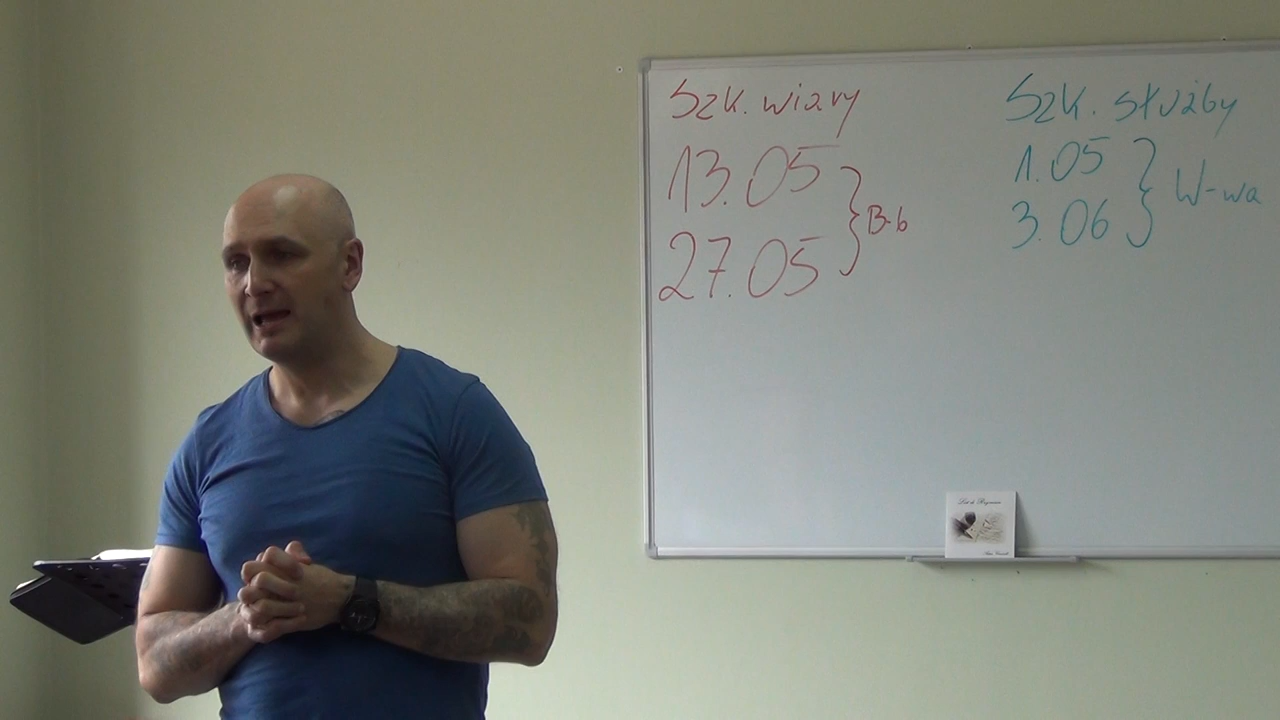 Szk. wiary
13.05
27.05
B-b
Szk. służby
1.05
3.06
W-wa